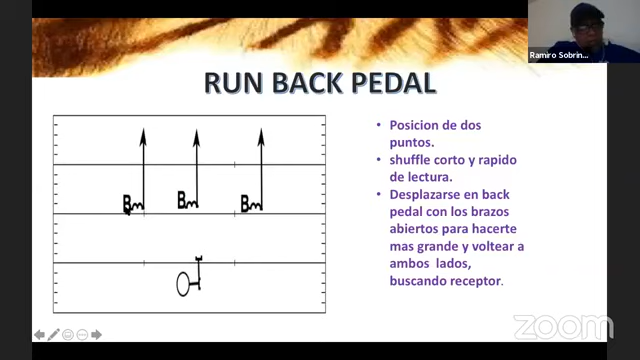 Ramiro Sobrin...
RUN BACK PEDAL
• Posicion de dos
puntos.
• shuffle corto y rapido
de lectura.
• Desplazarse en back
pedal con los brazos
abiertos para hacerte
mas grande y voltear a
ambos lados,
buscando receptor.
B B B
zoom